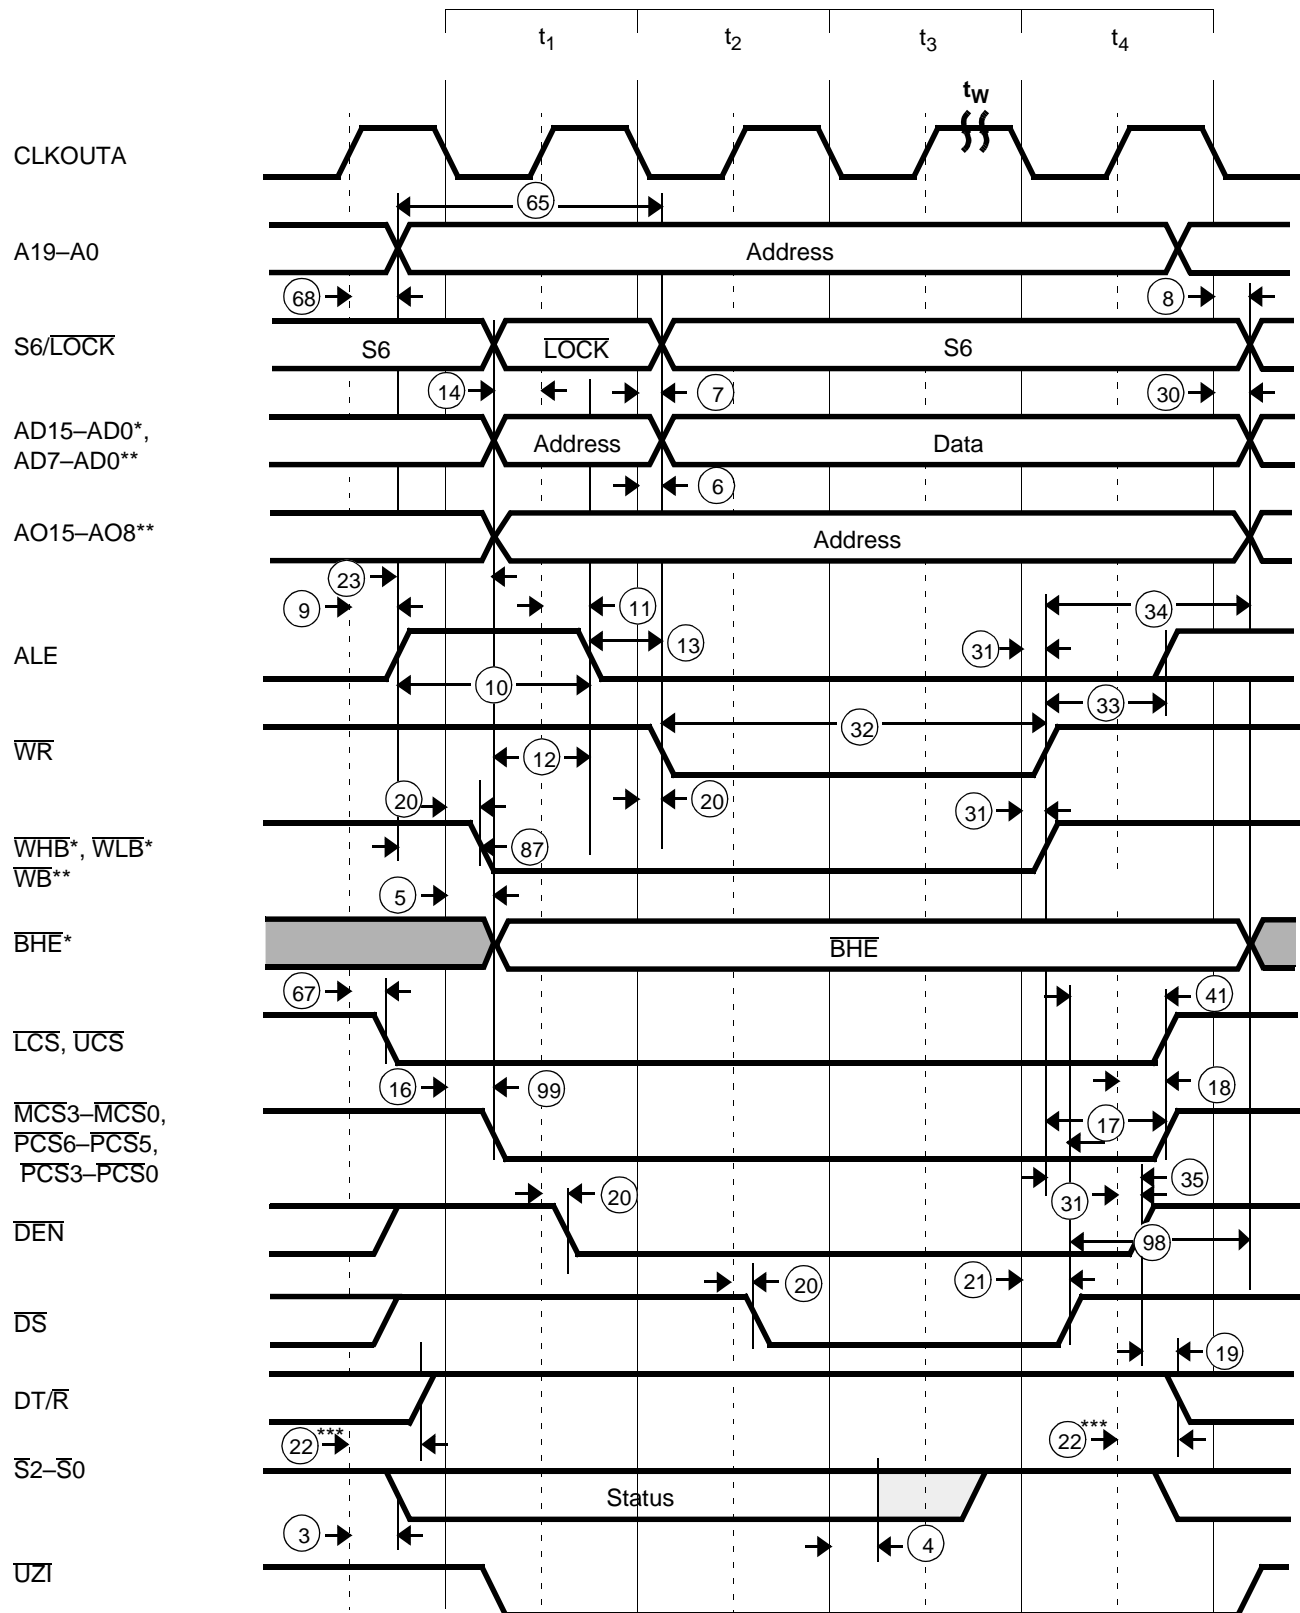 t1 t2 t3 t4
tW
CLKOUTA
65
A19–A0 Address
68 8
S6/LOCK S6 LOCK S6
14 7 30
AD15–AD0*,
AD7–AD0** Address Data
6
AO15–AO8** Address
23
9 11 34
13
ALE 31
10 33
WR 32
12
20 20 31
WHB*, WLB* 87
WB**
5
BHE* BHE
67 41
LCS, UCS
16 99 18
MCS3–MCS0, 17
PCS6–PCS5,
PCS3–PCS0 35
20 31
DEN 98
20 21
DS
19
DT/R
22*** 22***
S2–S0
Status
3 4
UZI